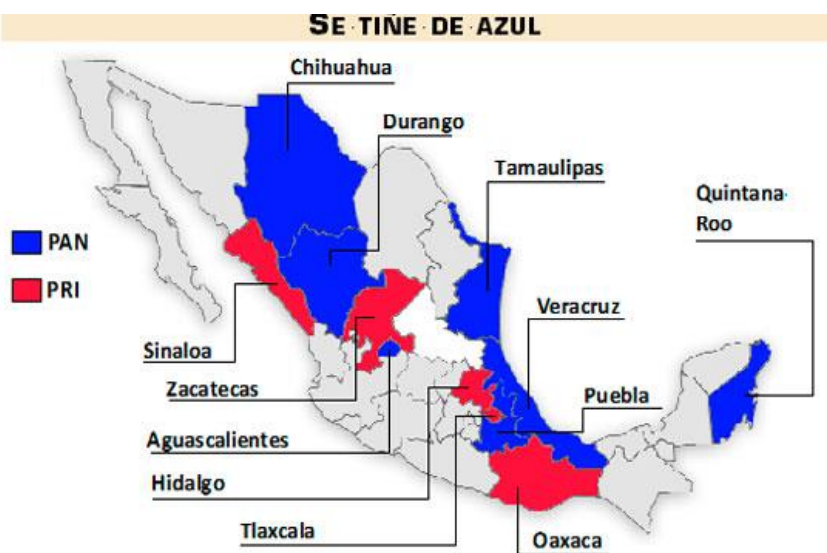 SE TIÑE DE AZUL
Chihuahua
Durango
Tamaulipas
Quintana
Roo
PAN
PRI
Veracruz
Sinaloa
Zacatecas
Puebla
Aguascalientes
Hidalgo
Tlaxcala
Oaxaca